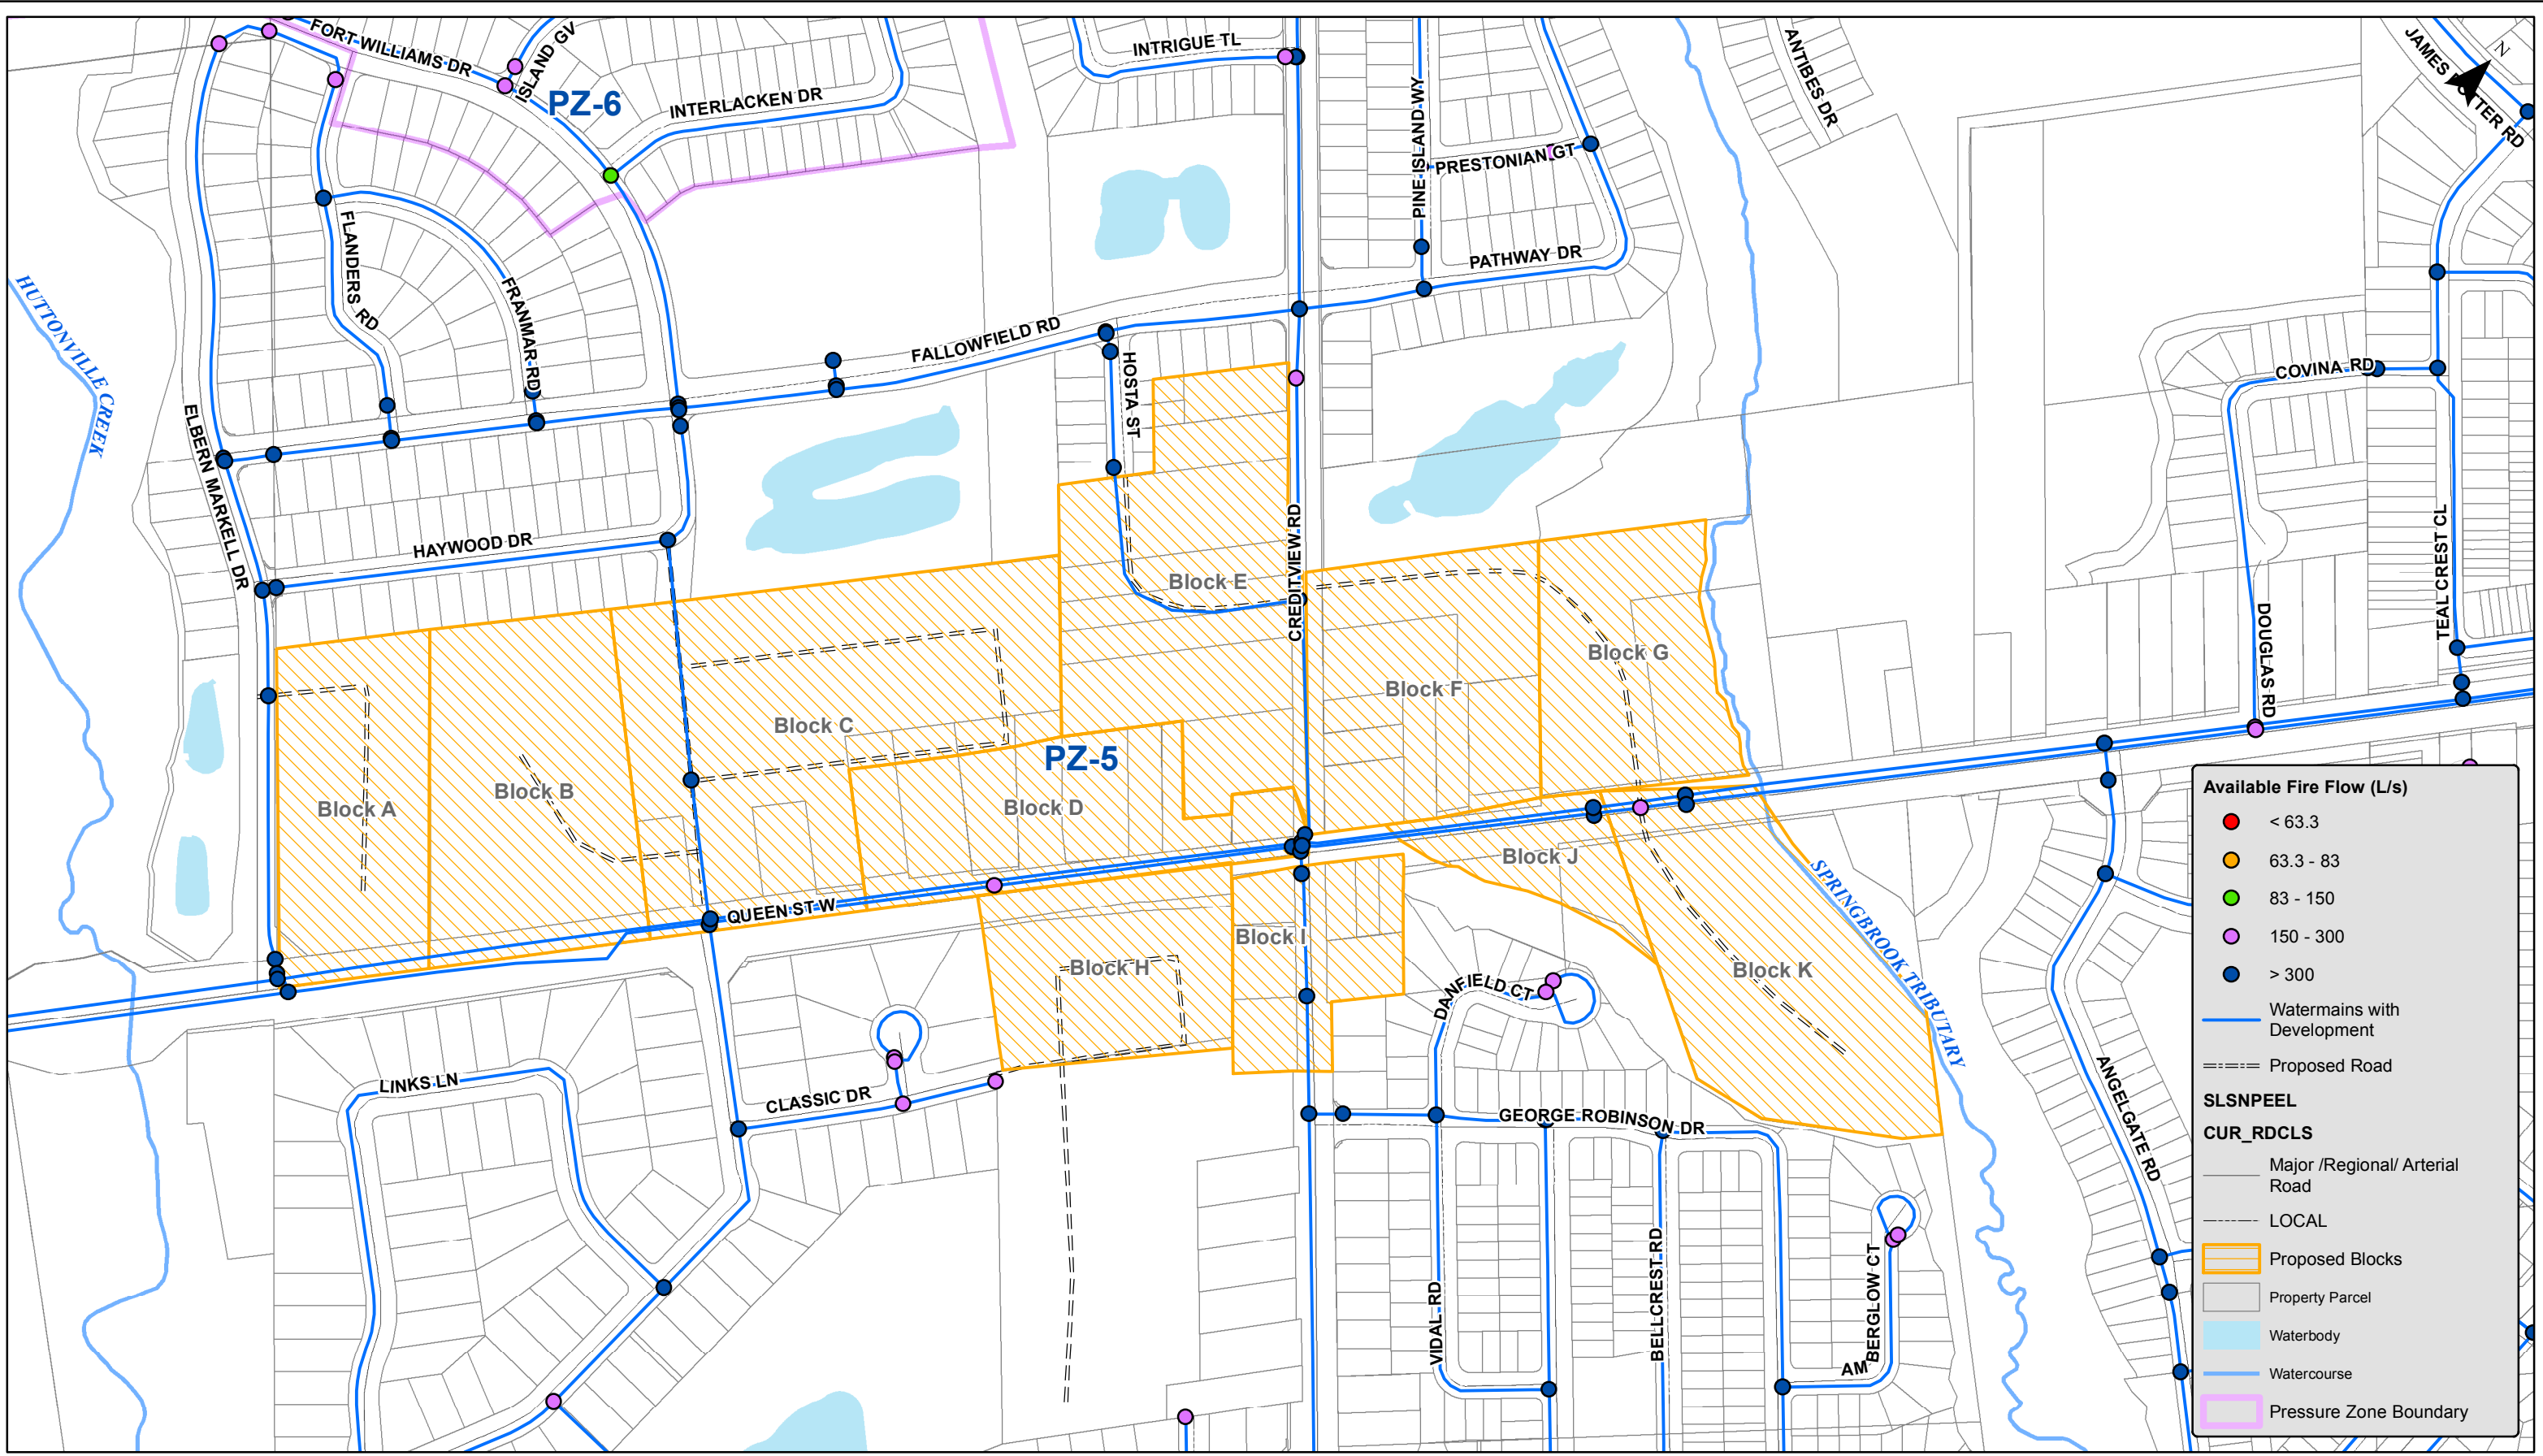 FORT WILLIAMS DR
ISLAND GV
PZ-6
INTERLACKEN DR
INTRIGUE TL
PINE ISLAND WY
PRESTONIAN GT
PATHWAY DR
ANTIBES DR
JAMES POTTER RD
N
HUTTONVILLE CREEK
FLANDERS RD
FRANMAR RD
FALLOWFIELD RD
HOSTA ST
ELBERN MARKELL DR
HAYWOOD DR
CREDITVIEW RD
COVINA RD
TEALCREST CL
DOUGLAS RD
Block E
Block G
Block F
Block C
PZ-5
Block D
Block B
Block A
QUEEN ST W
Block J
Block I
Block H
Block K
SPRINGBROOK TRIBUTARY
DANFIELD CT
LINKS LN
CLASSIC DR
GEORGE ROBINSON DR
ANGELGATE RD
VIDAL RD
BELLCREST RD
AMBERGLOW CT
Available Fire Flow (L/s)
< 63.3
63.3 - 83
83 - 150
150 - 300
> 300
Watermains with
Development
Proposed Road
SLSNPEEL
CUR_RDCLS
Major /Regional/ Arterial
Road
LOCAL
Proposed Blocks
Property Parcel
Waterbody
Watercourse
Pressure Zone Boundary